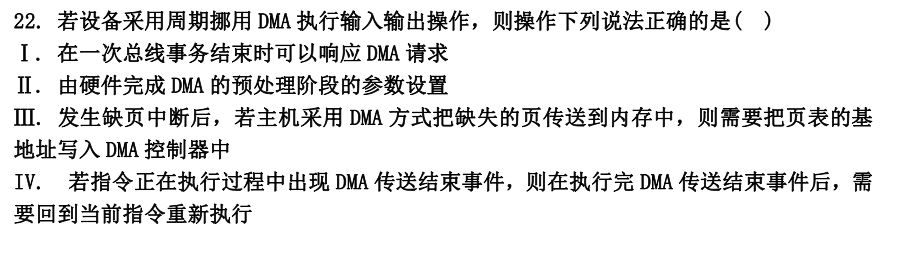 22. 若设备采用周期挪用 DMA 执行输入输出操作，则操作下列说法正确的是(  )
Ⅰ. 在一次总线事务结束时可以响应 DMA 请求
Ⅱ. 由硬件完成 DMA 的预处理阶段的参数设置
Ⅲ. 发生缺页中断后，若主机采用 DMA 方式把缺失的页传送到内存中，则需要把页表的基
地址写入 DMA 控制器中
IV. 若指令正在执行过程中出现 DMA 传送结束事件，则在执行完 DMA 传送结束事件后，需
要回到当前指令重新执行